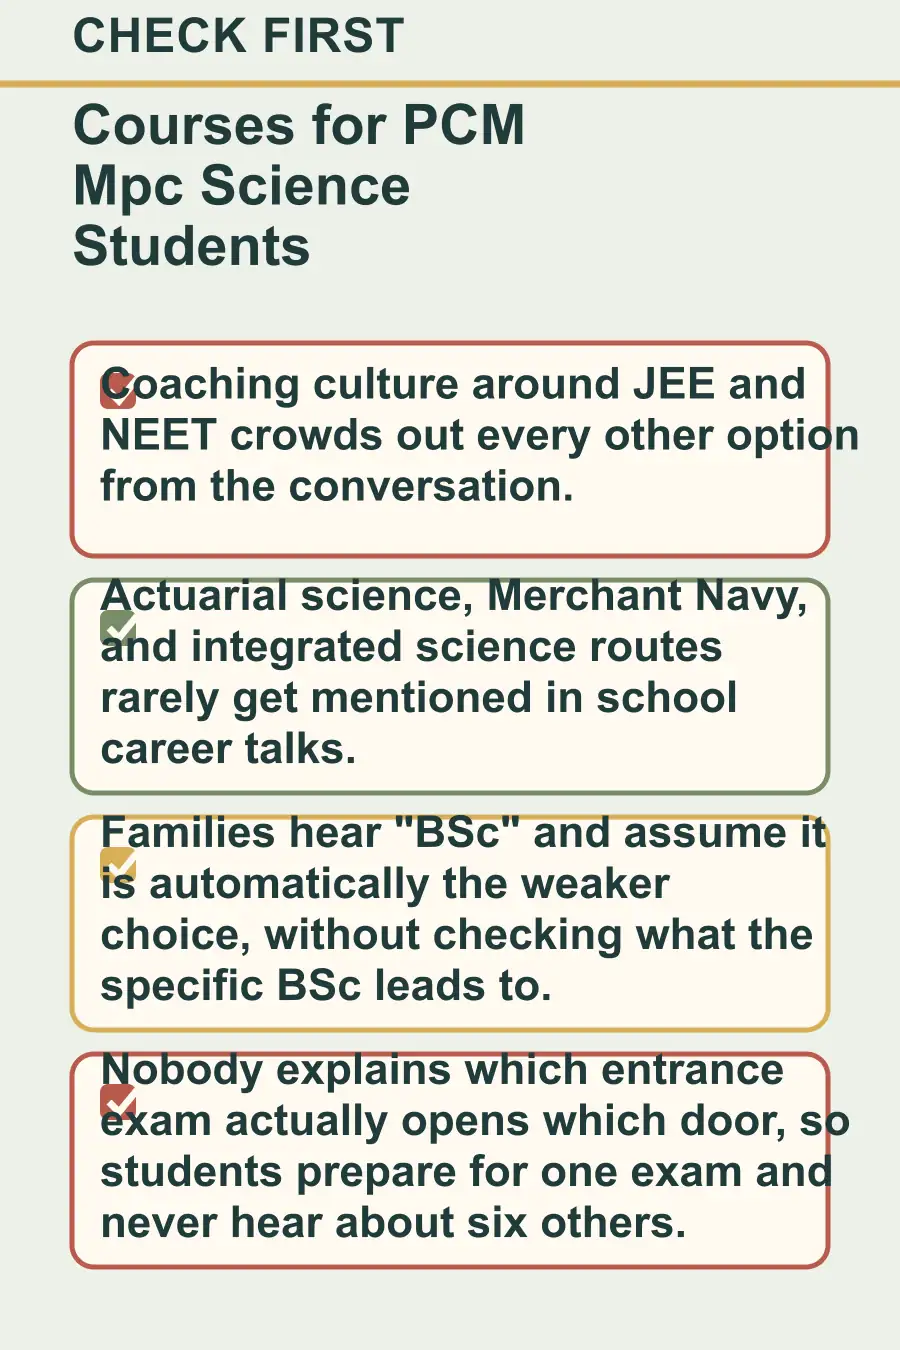 CHECK FIRST
Courses for PCM
Mpc Science
Students
Coaching culture around JEE and
NEET crowds out every other option
from the conversation.
Actuarial science, Merchant Navy,
and integrated science routes
rarely get mentioned in school
career talks.
Families hear "BSc" and assume it
is automatically the weaker
choice, without checking what the
specific BSc leads to.
Nobody explains which entrance
exam actually opens which door, so
students prepare for one exam and
never hear about six others.